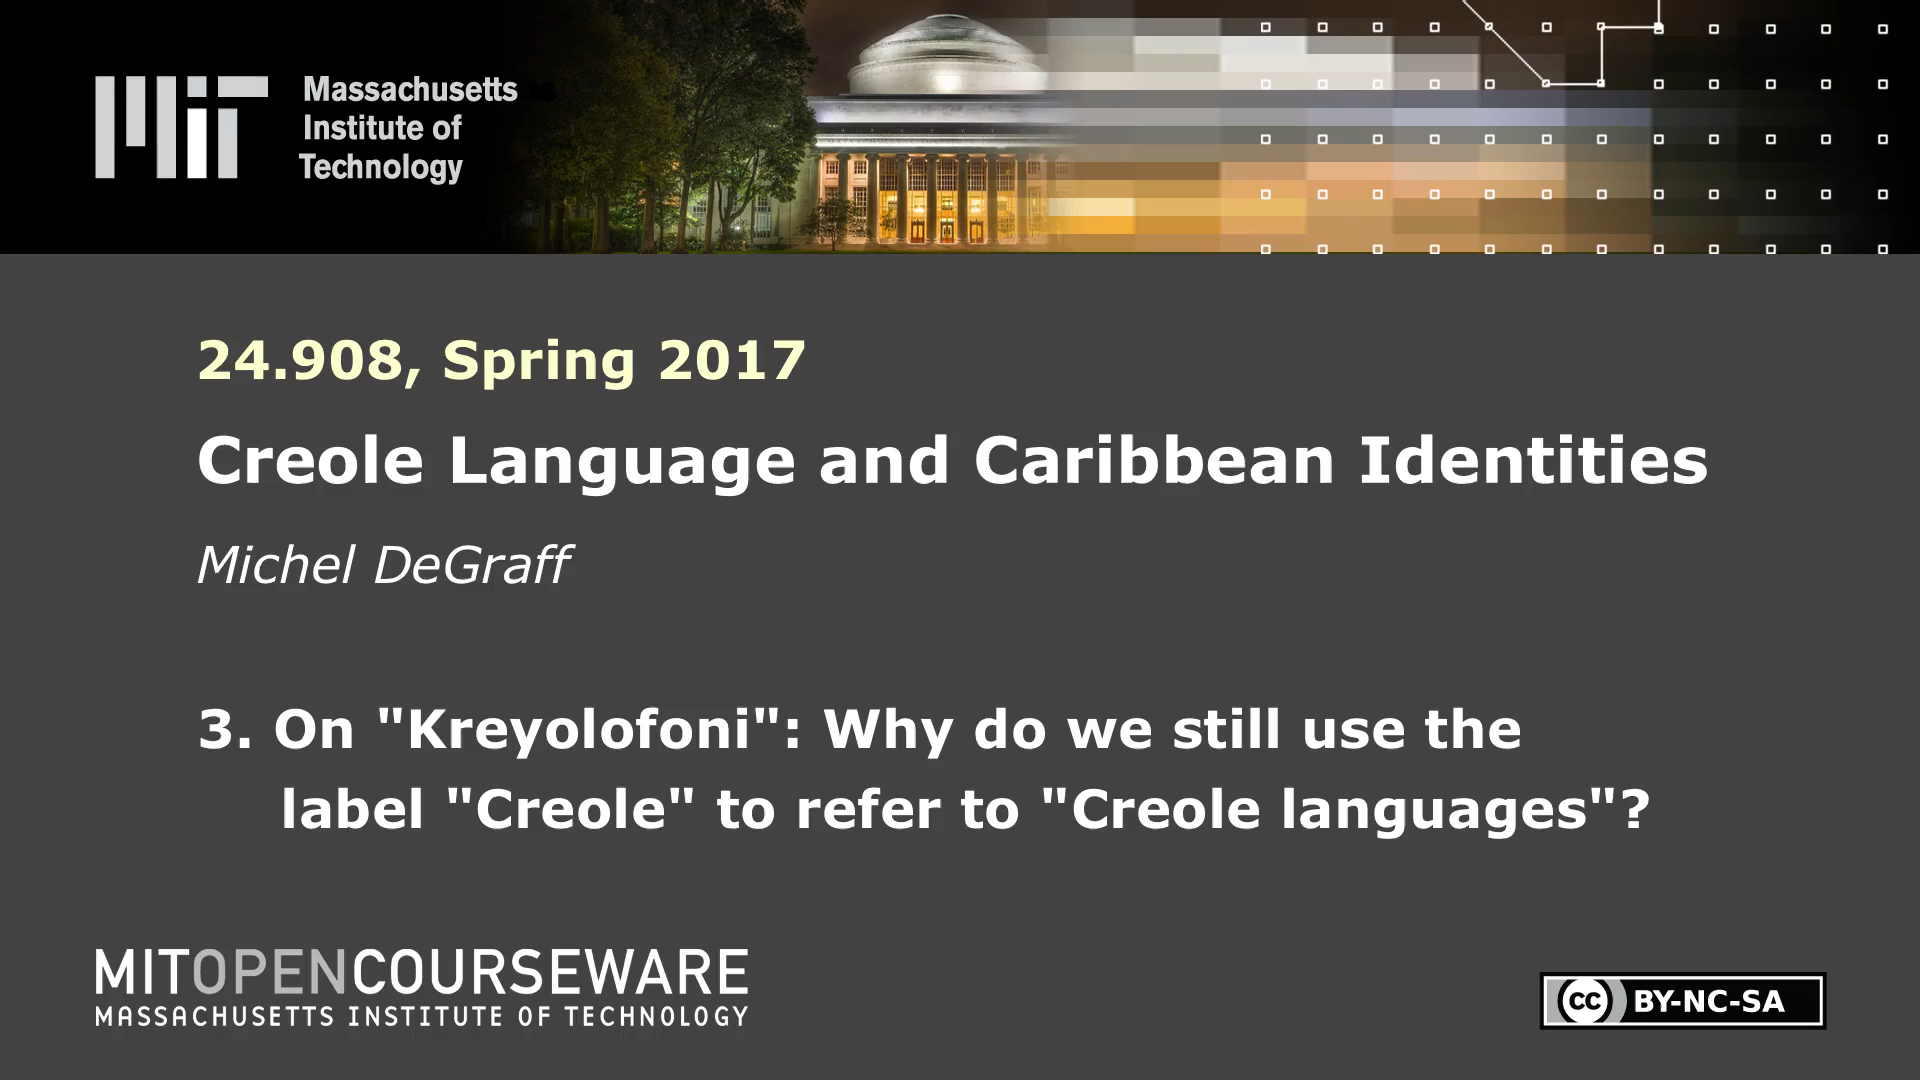 MIT
Massachusetts
Institute of
Technology
24.908, Spring 2017
Creole Language and Caribbean Identities
Michel DeGraff
3. On "Kreyolofoni": Why do we still use the
label "Creole" to refer to "Creole languages"?
MITOPENCOURSEWARE
MASSACHUSETTS INSTITUTE OF TECHNOLOGY
cc BY-NC-SA